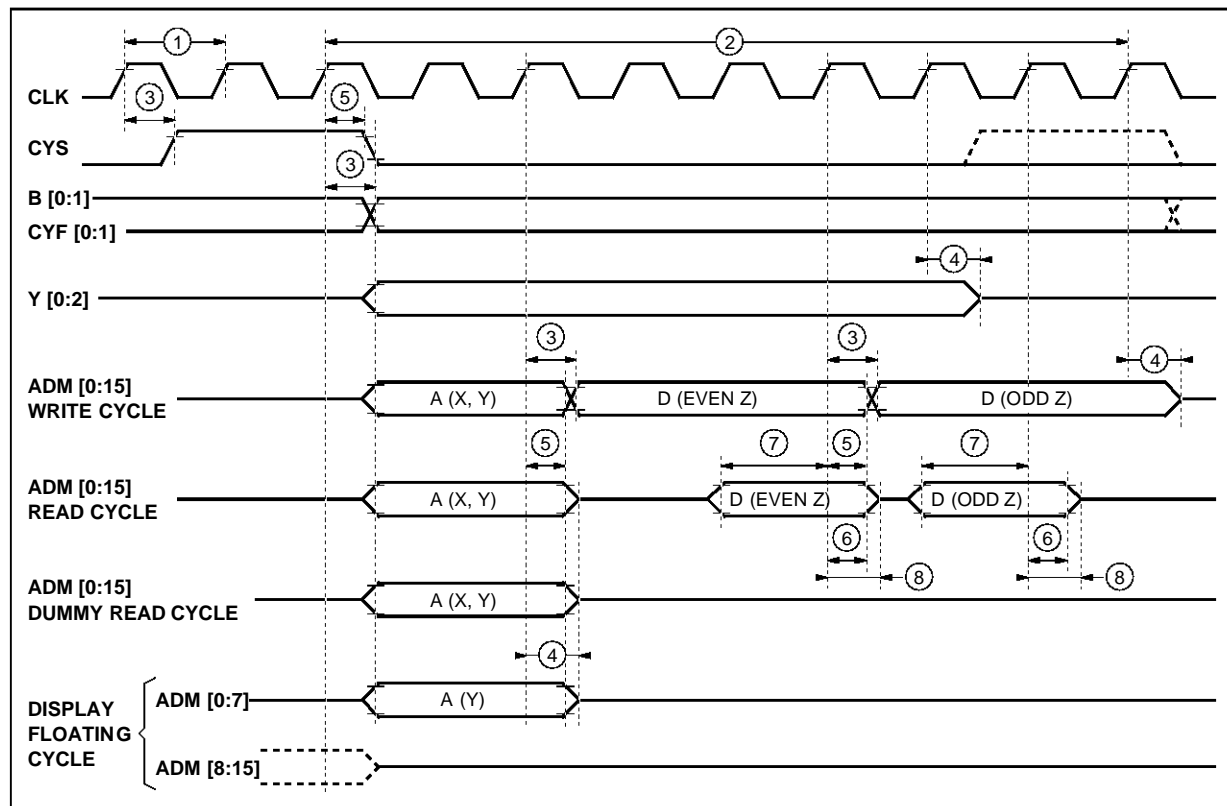 ① ②
CLK ③ ⑤
CYS
③
B [0:1]
CYF [0:1]
④
Y [0:2]
③ ③ ④
ADM [0:15]
WRITE CYCLE
A (X, Y) D (EVEN Z) D (ODD Z)
⑤ ⑦ ⑤ ⑦
ADM [0:15]
READ CYCLE
A (X, Y) D (EVEN Z) D (ODD Z)
⑥ ⑧ ⑥ ⑧
ADM [0:15]
DUMMY READ CYCLE
A (X, Y)
④
DISPLAY
FLOATING
CYCLE
ADM [0:7] A (Y)
ADM [8:15]